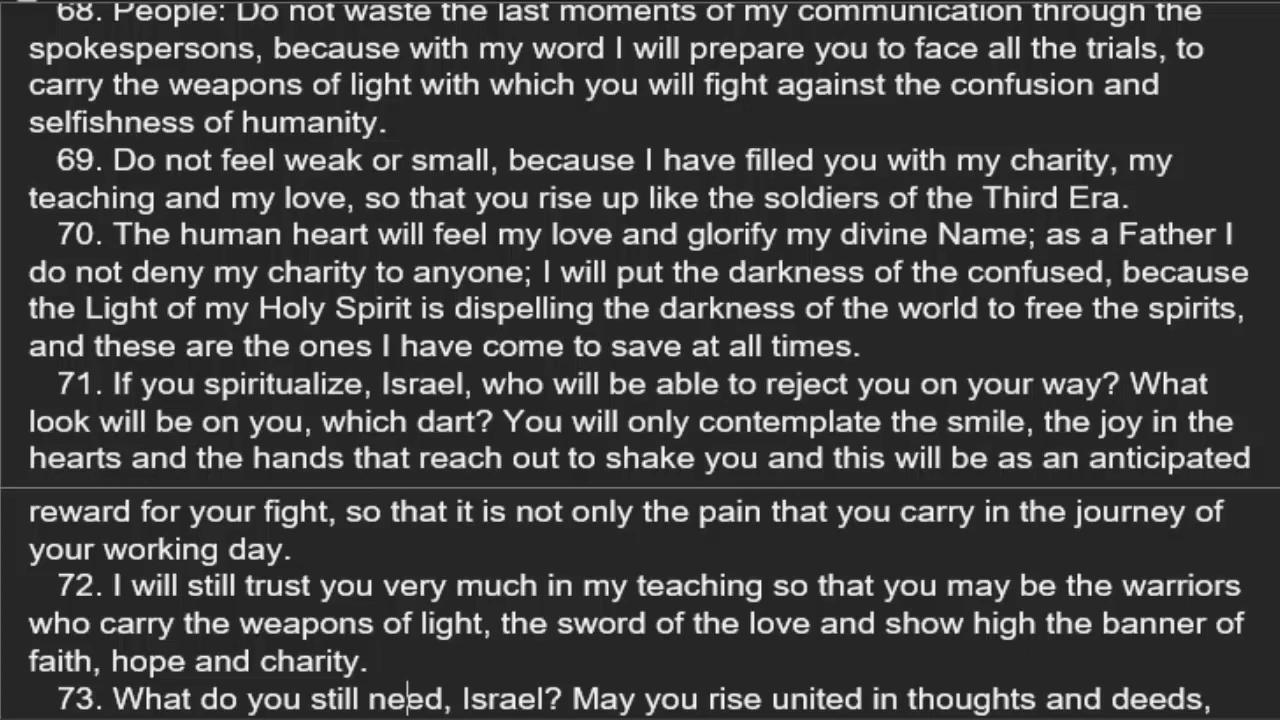 68. People: Do not waste the last moments of my communication through the
spokespersons, because with my word I will prepare you to face all the trials, to
carry the weapons of light with which you will fight against the confusion and
selfishness of humanity.
69. Do not feel weak or small, because I have filled you with my charity, my
teaching and my love, so that you rise up like the soldiers of the Third Era.
70. The human heart will feel my love and glorify my divine Name; as a Father I
do not deny my charity to anyone; I will put the darkness of the confused, because
the Light of my Holy Spirit is dispelling the darkness of the world to free the spirits,
and these are the ones I have come to save at all times.
71. If you spiritualize, Israel, who will be able to reject you on your way? What
look will be on you, which dart? You will only contemplate the smile, the joy in the
hearts and the hands that reach out to shake you and this will be as an anticipated
reward for your fight, so that it is not only the pain that you carry in the journey of
your working day.
72. I will still trust you very much in my teaching so that you may be the warriors
who carry the weapons of light, the sword of the love and show high the banner of
faith, hope and charity.
73. What do you still need, Israel? May you rise united in thoughts and deeds,